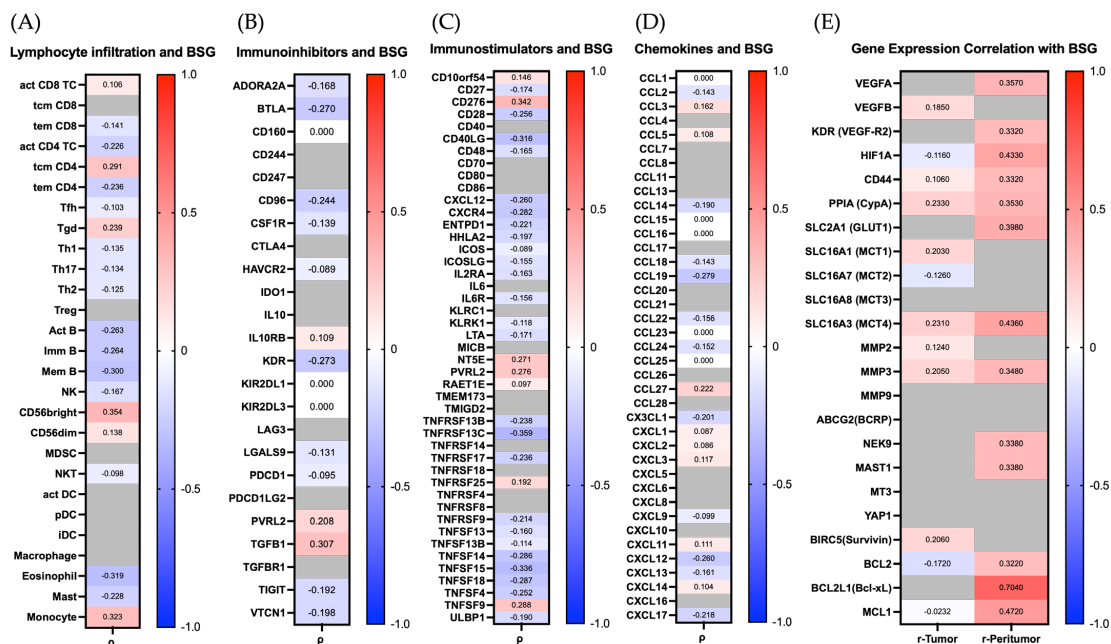 (A)
Lymphocyte infiltration and BSG
act CD8 TC 0.106
tcm CD8
tem CD8 -0.141
act CD4 TC -0.226
tcm CD4 0.291
tem CD4 -0.236
Tfh -0.103
Tgd 0.239
Th1 -0.135
Th17 -0.134
Th2 -0.125
Treg
Act B -0.263
Imm B -0.264
Mem B -0.300
NK -0.167
CD56bright 0.354
CD56dim 0.138
MDSC
NKT -0.098
act DC
pDC
iDC
Macrophage
Eosinophil -0.319
Mast -0.228
Monocyte 0.323
1.0
0.5
0
-0.5
-1.0
(B)
Immunoinhibitors and BSG
ADORA2A -0.168
BTLA -0.270
CD160 0.000
CD244
CD247
CD96 -0.244
CSF1R -0.139
CTLA4
HAVCR2 -0.089
IDO1
IL10
IL10RB 0.109
KDR -0.273
KIR2DL1 0.000
KIR2DL3 0.000
LAG3
LGALS9 -0.131
PDCD1 -0.095
PDCD1LG2
PVRL2 0.208
TGFB1 0.307
TGFBR1
TIGIT -0.192
VTCN1 -0.198
ρ
1.0
0.5
0
-0.5
-1.0
(C)
Immunostimulators and BSG
CD10orf54 0.146
CD27 -0.174
CD276 0.342
CD28 -0.256
CD40
CD40LG -0.316
CD48 -0.165
CD70
CD80
CD86
CXCL12 -0.260
CXCR4 -0.282
ENTPD1 -0.221
HHLA2 -0.197
ICOS -0.089
ICOSLG -0.155
IL2RA -0.163
IL6
IL6R -0.156
KLRC1
KLRK1 -0.118
LTA -0.171
MICB
NT5E 0.271
PVRL2 0.276
RAET1E 0.097
TMEM173
TMIGD2
TNFRSF13B -0.238
TNFRSF13C -0.359
TNFRSF14
TNFRSF17 -0.236
TNFRSF18
TNFRSF25 0.192
TNFRSF4
TNFRSF8
TNFRSF9 -0.214
TNFSF13 -0.160
TNFSF13B -0.114
TNFSF14 -0.286
TNFSF15 -0.336
TNFSF18 -0.287
TNFSF4 -0.252
TNFSF9 0.288
ULBP1 -0.190
ρ
1.0
0.5
0
-0.5
-1.0
(D)
Chemokines and BSG
CCL1 0.000
CCL2 -0.143
CCL3 0.162
CCL4
CCL5 0.108
CCL7
CCL8
CCL11
CCL13
CCL14 -0.190
CCL15 0.000
CCL16 0.000
CCL17
CCL18 -0.143
CCL19 -0.279
CCL20
CCL21
CCL22 -0.156
CCL23 0.000
CCL24 -0.152
CCL25 0.000
CCL26
CCL27 0.222
CCL28
CX3CL1 -0.201
CXCL1 0.087
CXCL2 0.086
CXCL3 0.117
CXCL5
CXCL6
CXCL8
CXCL9 -0.099
CXCL10
CXCL11 0.111
CXCL12 -0.260
CXCL13 -0.161
CXCL14 0.104
CXCL16
CXCL17 -0.218
ρ
1.0
0.5
0
-0.5
-1.0
(E)
Gene Expression Correlation with BSG
VEGFA 0.3570
VEGFB 0.1850
KDR (VEGF-R2) 0.3320
HIF1A -0.1160 0.4330
CD44 0.1060 0.3320
PPIA (CypA) 0.2330 0.3530
SLC2A1 (GLUT1) 0.3980
SLC16A1 (MCT1) 0.2030
SLC16A7 (MCT2) -0.1260
SLC16A8 (MCT3)
SLC16A3 (MCT4) 0.2310 0.4360
MMP2 0.1240
MMP3 0.2050 0.3480
MMP9
ABCG2(BCRP)
NEK9 0.3380
MAST1 0.3380
MT3
YAP1
BIRC5(Survivin) 0.2060
BCL2 -0.1720 0.3220
BCL2L1(Bcl-xL) 0.7040
MCL1 -0.0232 0.4720
r-Tumor r-Peritumor
1.0
0.5
0
-0.5
-1.0